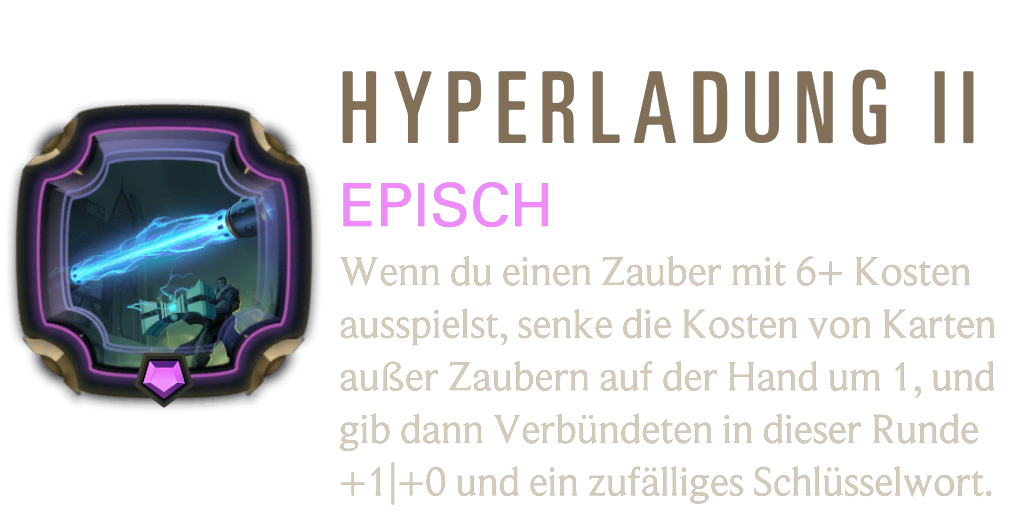 HYPERLADUNG II
EPISCH
Wenn du einen Zauber mit 6+ Kosten
ausspielst, senke die Kosten von Karten
außer Zaubern auf der Hand um 1, und
gib dann Verbündeten in dieser Runde
+1|+0 und ein zufälliges Schlüsselwort.